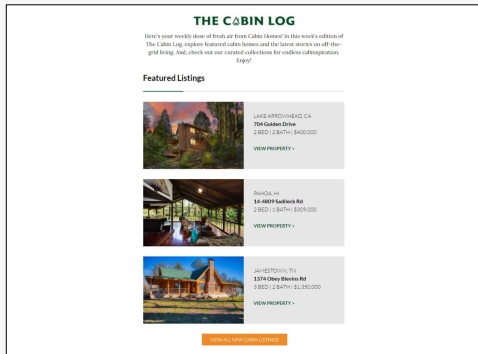 THE CABIN LOG
Here's your weekly dose of fresh air from Cabin Homes! In this week's edition of
The Cabin Log, explore featured cabin homes and the latest stories on off-the-
grid living. And, check out our curated collections for endless cabinspiration.
Enjoy!
Featured Listings
LAKE ARROWHEAD, CA
704 Golden Drive
2 BED | 2 BATH | $400,000
VIEW PROPERTY >
PAHOA, HI
14-4809 Sadileck Rd
2 BED | 1 BATH | $309,000
VIEW PROPERTY >
JAMESTOWN, TN
1374 Obey Blevins Rd
3 BED | 2 BATH | $1,350,000
VIEW PROPERTY >
VIEW ALL NEW CABIN LISTINGS